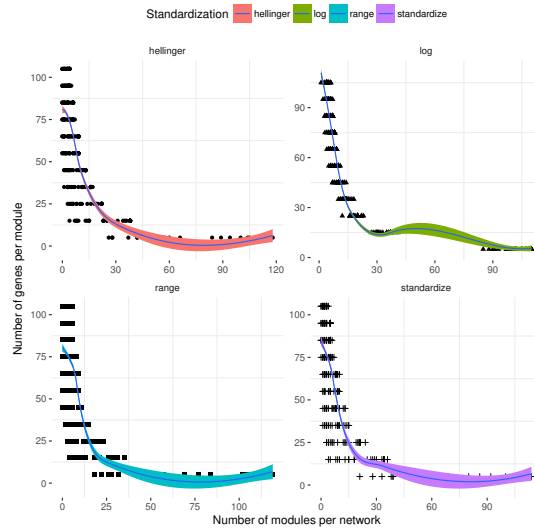 Standardization hellinger log range standardize
hellinger
log
100
75
50
25
0
90
60
30
0
0 30 60 90 120
0 30 60 90
range
standardize
100
75
50
25
0
100
75
50
25
0
0 25 50 75 100
0 30 60 90
Number of genes per module
Number of modules per network